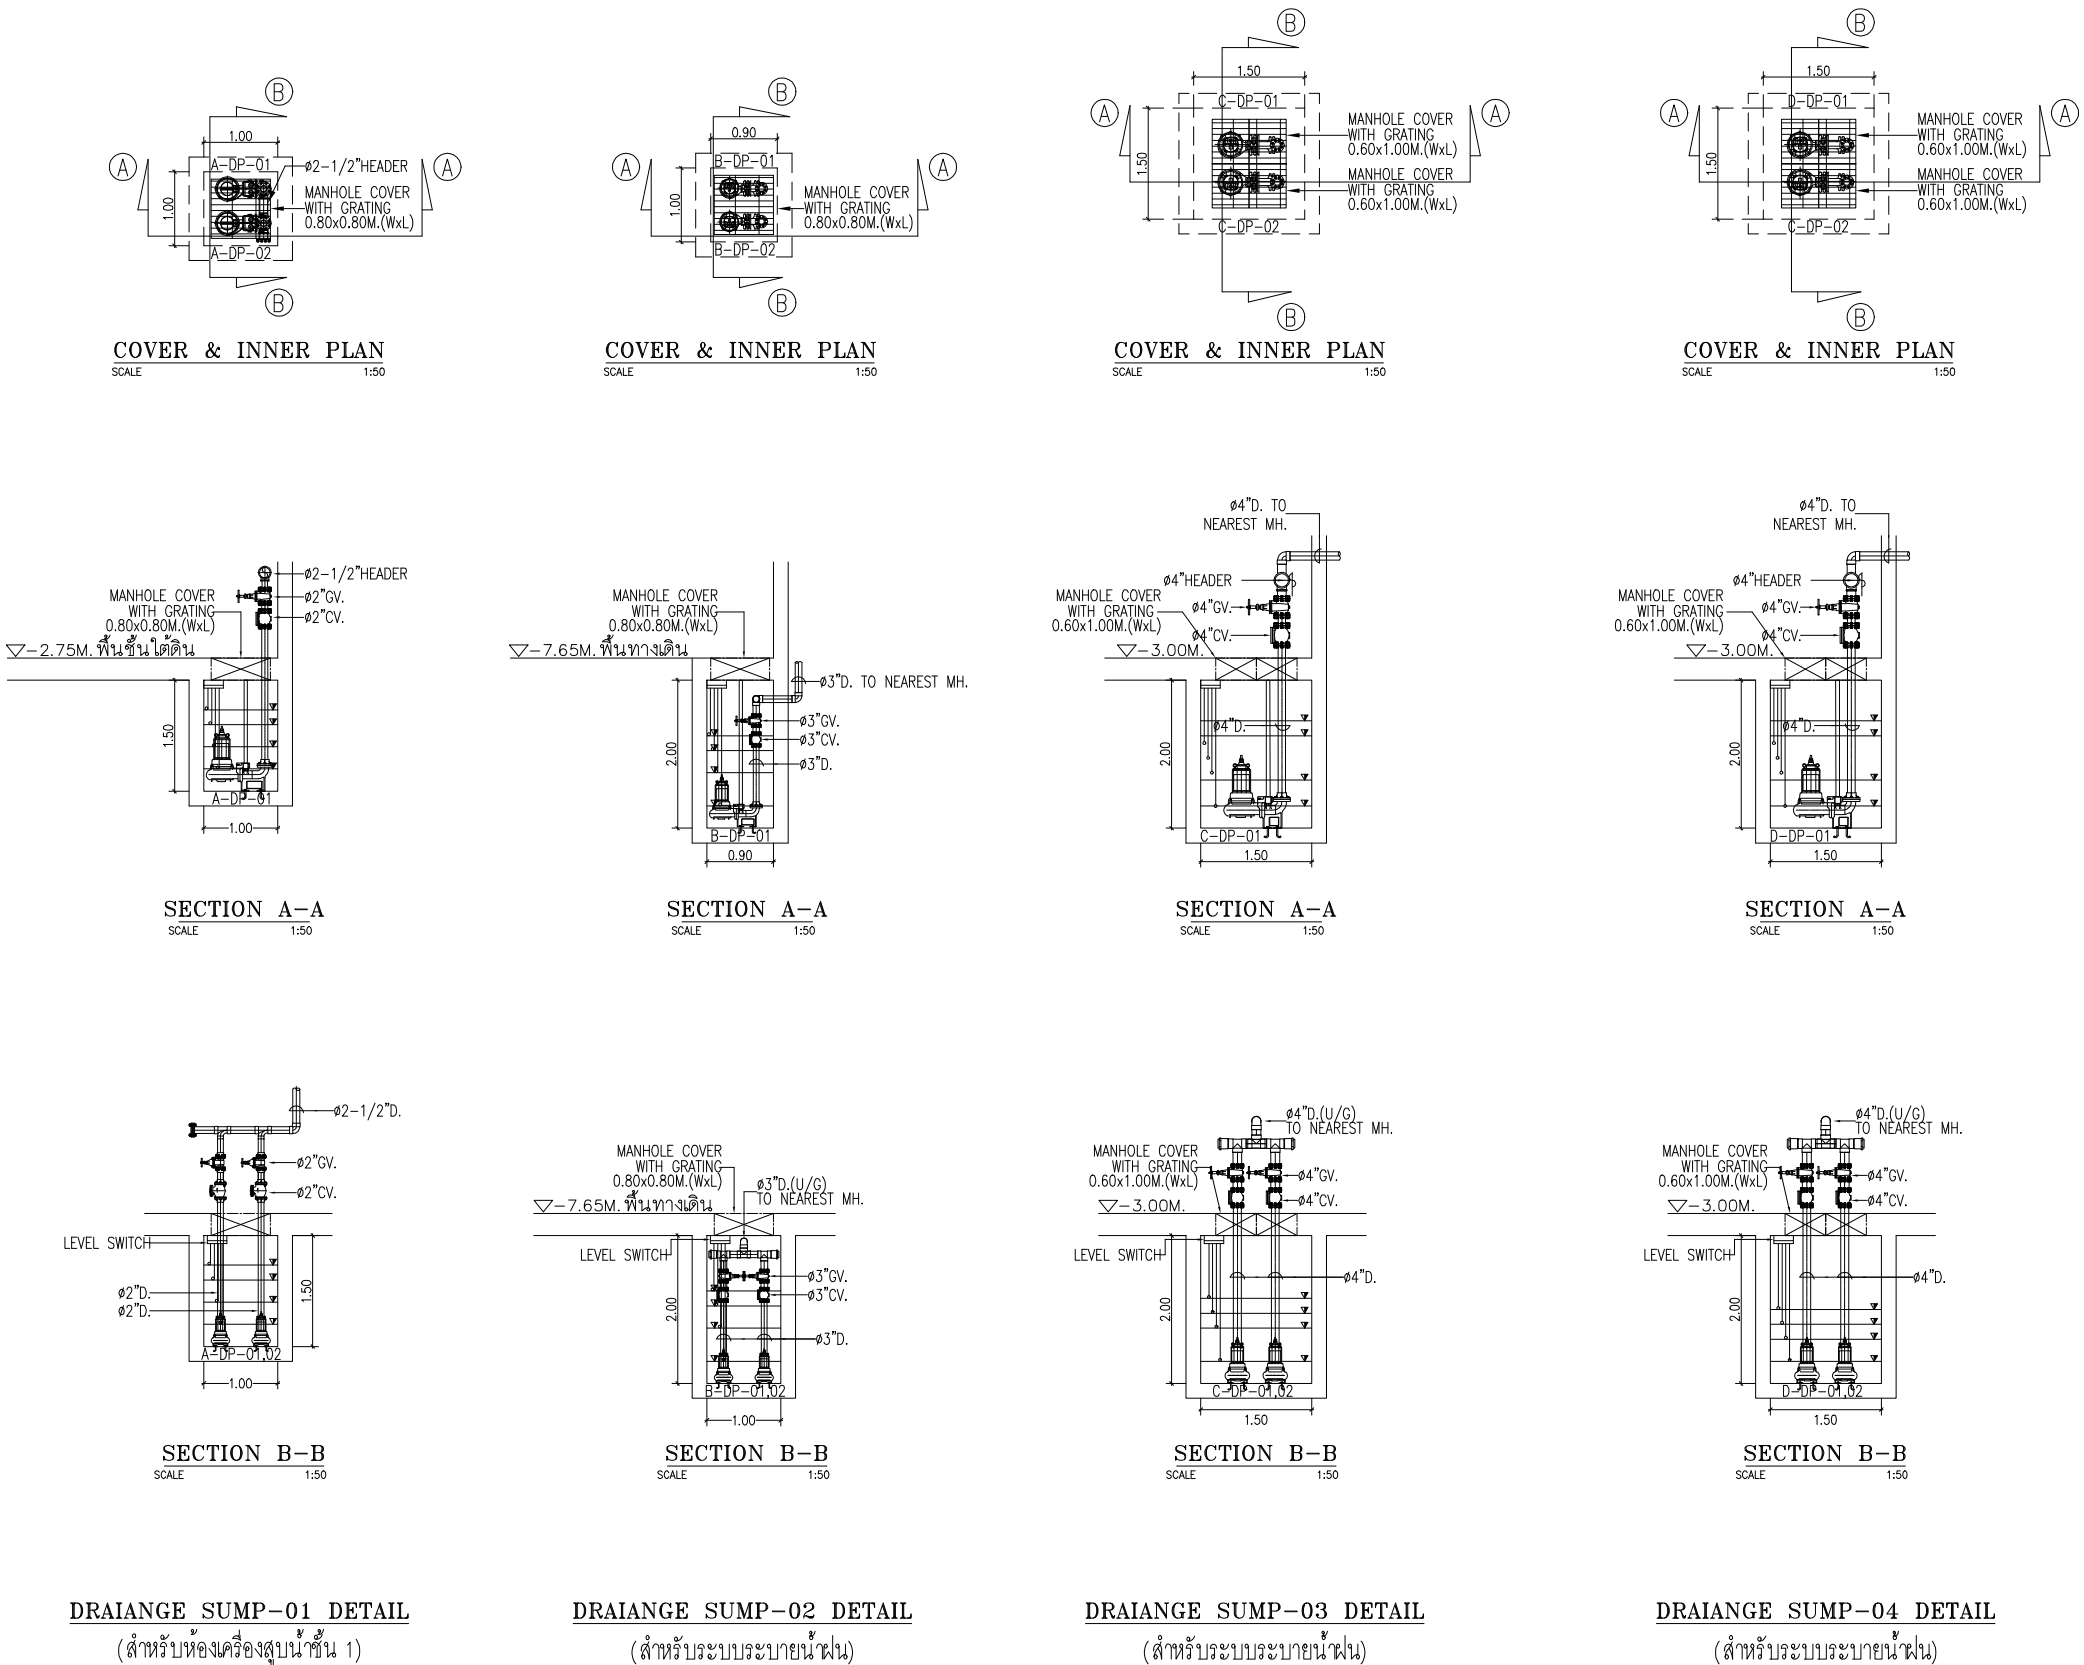 B
1.00
A
A
A-DP-01
ø2-1/2"HEADER
MANHOLE COVER
WITH GRATING
0.80x0.80M.(WxL)
1.00
A-DP-02
B
COVER & INNER PLAN
SCALE 1:50
B
0.90
A
A
B-DP-01
MANHOLE COVER
WITH GRATING
0.80x0.80M.(WxL)
1.00
B-DP-02
B
COVER & INNER PLAN
SCALE 1:50
B
1.50
A
A
C-DP-01
MANHOLE COVER
WITH GRATING
0.60x1.00M.(WxL)
MANHOLE COVER
WITH GRATING
0.60x1.00M.(WxL)
1.50
C-DP-02
B
COVER & INNER PLAN
SCALE 1:50
B
1.50
A
A
D-DP-01
MANHOLE COVER
WITH GRATING
0.60x1.00M.(WxL)
MANHOLE COVER
WITH GRATING
0.60x1.00M.(WxL)
1.50
D-DP-02
B
COVER & INNER PLAN
SCALE 1:50
ø2-1/2"HEADER
ø2"GV.
ø2"CV.
MANHOLE COVER
WITH GRATING
0.80x0.80M.(WxL)
-2.75M. พื้นชั้นใต้ดิน
1.50
A-DP-01
1.00
SECTION A-A
SCALE 1:50
MANHOLE COVER
WITH GRATING
0.80x0.80M.(WxL)
-7.65M. พื้นทางเดิน
ø3"D. TO NEAREST MH.
ø3"GV.
ø3"CV.
ø3"D.
2.00
B-DP-01
0.90
SECTION A-A
SCALE 1:50
ø4"D. TO
NEAREST MH.
ø4"HEADER
MANHOLE COVER
WITH GRATING
0.60x1.00M.(WxL)
ø4"GV.
ø4"CV.
-3.00M.
ø4"D.
2.00
C-DP-01
1.50
SECTION A-A
SCALE 1:50
ø4"D. TO
NEAREST MH.
ø4"HEADER
MANHOLE COVER
WITH GRATING
0.60x1.00M.(WxL)
ø4"GV.
ø4"CV.
-3.00M.
ø4"D.
2.00
D-DP-01
1.50
SECTION A-A
SCALE 1:50
ø2-1/2"D.
ø2"GV.
ø2"CV.
LEVEL SWITCH
ø2"D.
ø2"D.
1.50
A-DP-01,02
1.00
SECTION B-B
SCALE 1:50
MANHOLE COVER
WITH GRATING
0.80x0.80M.(WxL)
ø3"D.(U/G)
TO NEAREST MH.
-7.65M. พื้นทางเดิน
LEVEL SWITCH
ø3"GV.
ø3"CV.
ø3"D.
2.00
B-DP-01,02
1.00
SECTION B-B
SCALE 1:50
ø4"D.(U/G)
TO NEAREST MH.
MANHOLE COVER
WITH GRATING
0.60x1.00M.(WxL)
ø4"GV.
ø4"CV.
-3.00M.
LEVEL SWITCH
ø4"D.
2.00
C-DP-01,02
1.50
SECTION B-B
SCALE 1:50
ø4"D.(U/G)
TO NEAREST MH.
MANHOLE COVER
WITH GRATING
0.60x1.00M.(WxL)
ø4"GV.
ø4"CV.
-3.00M.
LEVEL SWITCH
ø4"D.
2.00
D-DP-01,02
1.50
SECTION B-B
SCALE 1:50
DRAIANGE SUMP-01 DETAIL
(สำหรับห้องเครื่องสูบน้ำชั้น 1)
DRAIANGE SUMP-02 DETAIL
(สำหรับระบบระบายน้ำฝน)
DRAIANGE SUMP-03 DETAIL
(สำหรับระบบระบายน้ำฝน)
DRAIANGE SUMP-04 DETAIL
(สำหรับระบบระบายน้ำฝน)